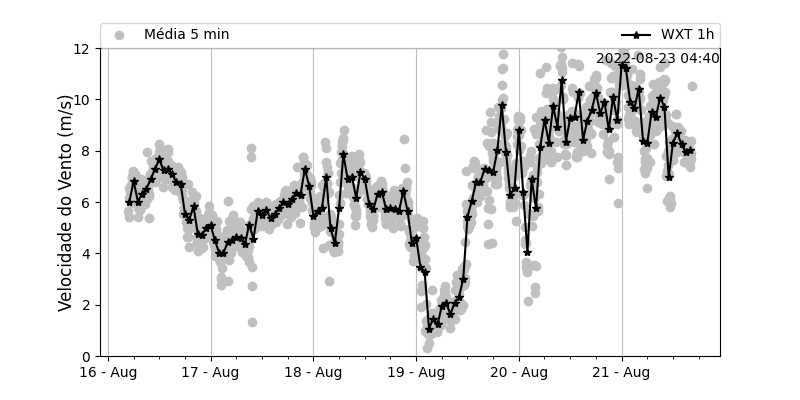 Média 5 min
WXT 1h
2022-08-23 04:40
Velocidade do Vento (m/s)
12
10
8
6
4
2
0
16 - Aug
17 - Aug
18 - Aug
19 - Aug
20 - Aug
21 - Aug